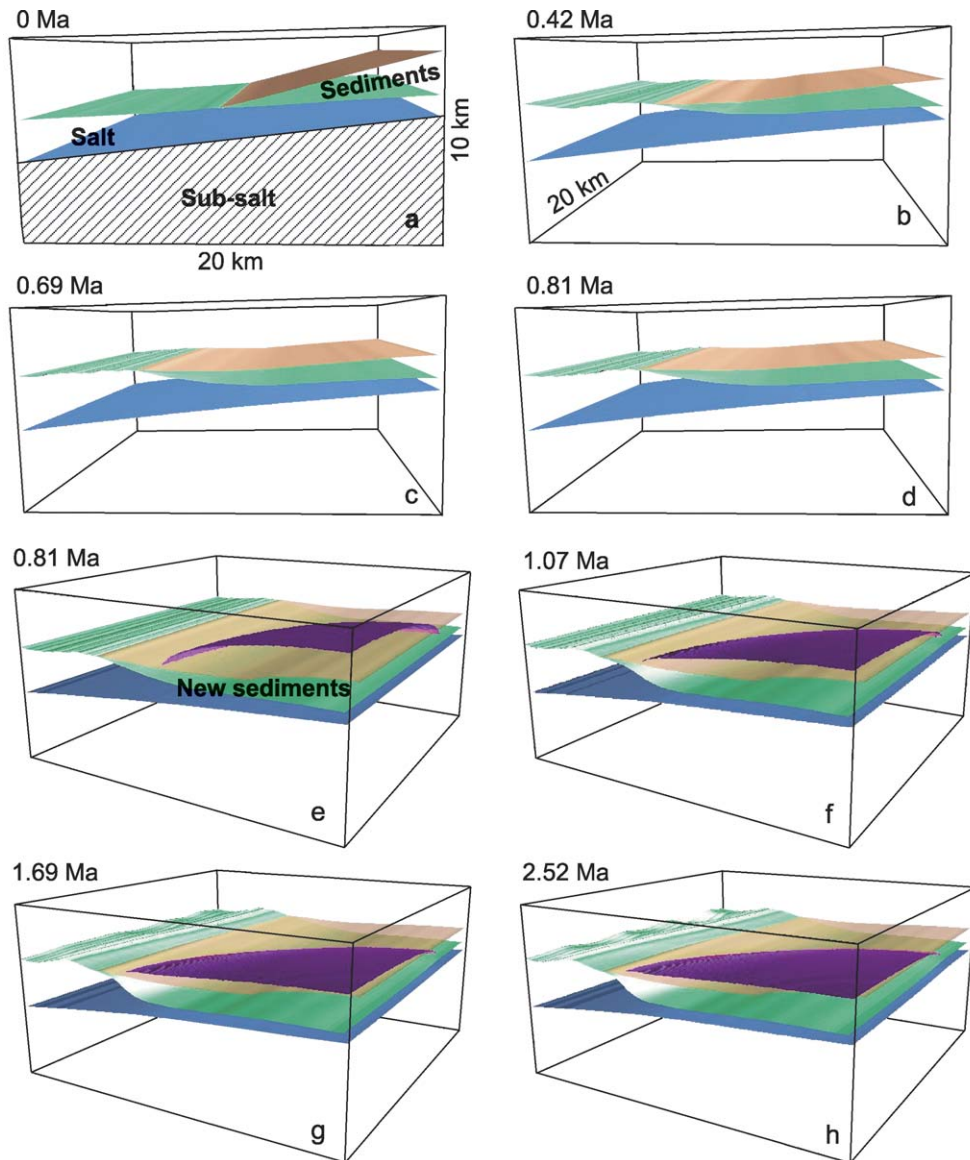 0 Ma
Sediments
Salt
Sub-salt
10 km
a
20 km
0.42 Ma
20 km
b
0.69 Ma
c
0.81 Ma
d
0.81 Ma
New sediments
e
1.07 Ma
f
1.69 Ma
g
2.52 Ma
h